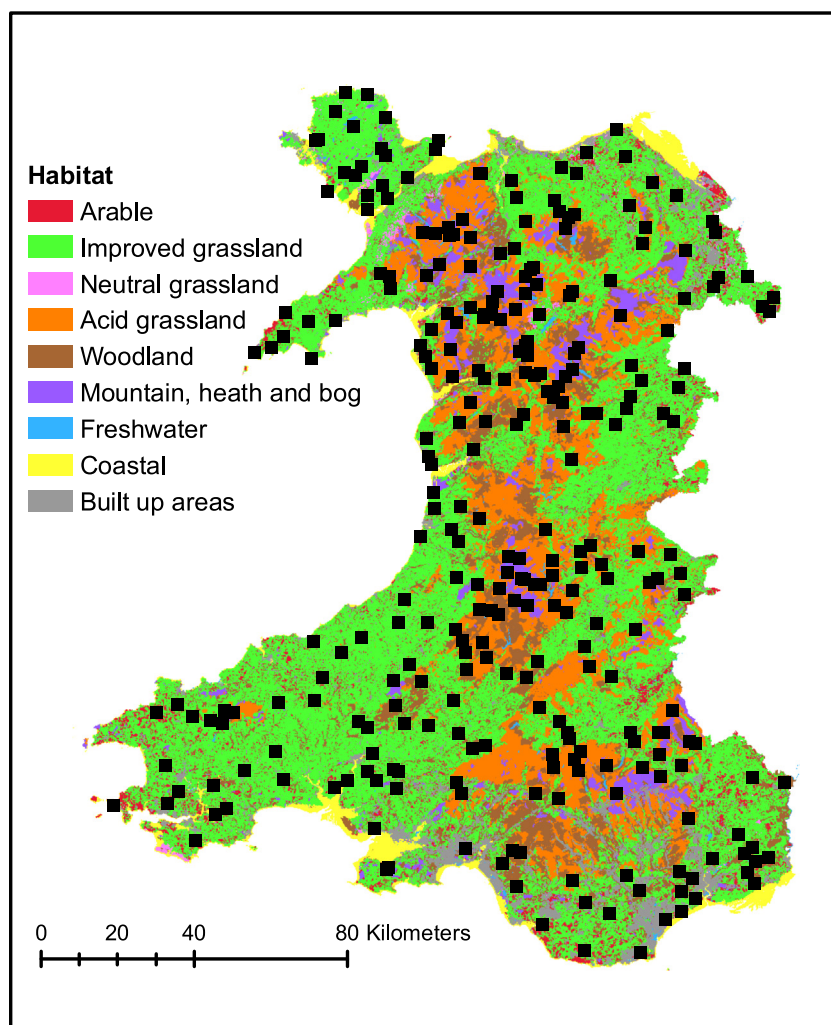 Habitat
Arable
Improved grassland
Neutral grassland
Acid grassland
Woodland
Mountain, heath and bog
Freshwater
Coastal
Built up areas
0 20 40 80 Kilometers